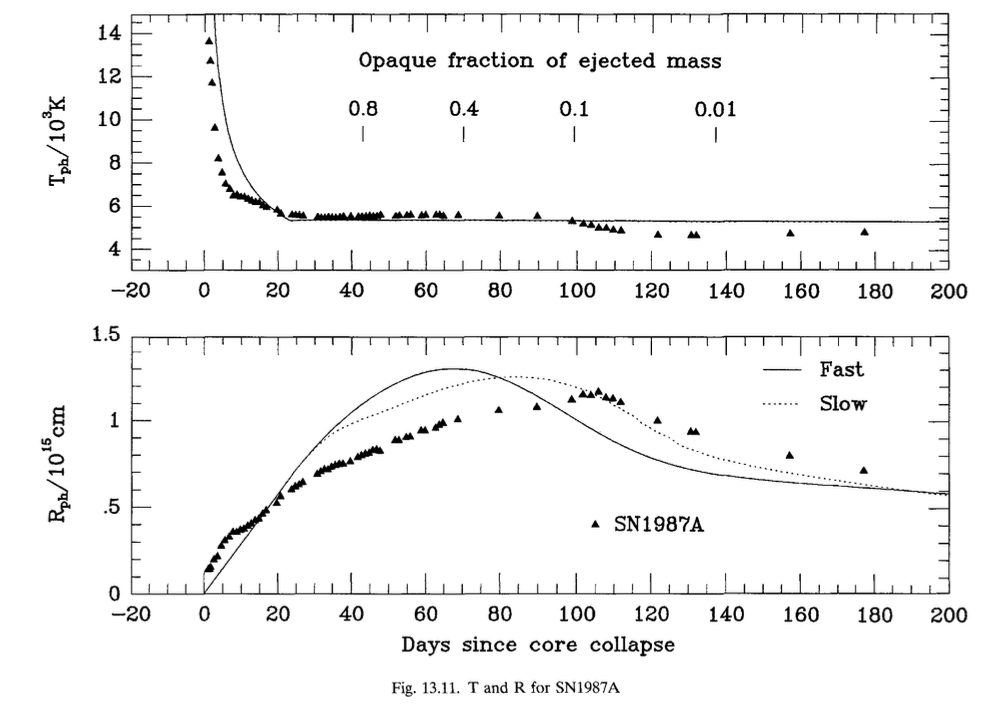 14
12
10
8
6
4
T_ph/10^3K
Opaque fraction of ejected mass
0.8 0.4 0.1 0.01
−20 0 20 40 60 80 100 120 140 160 180 200
1.5
1
.5
0
R_ph/10^15cm
Fast
Slow
SN1987A
−20 0 20 40 60 80 100 120 140 160 180 200
Days since core collapse
Fig. 13.11. T and R for SN1987A